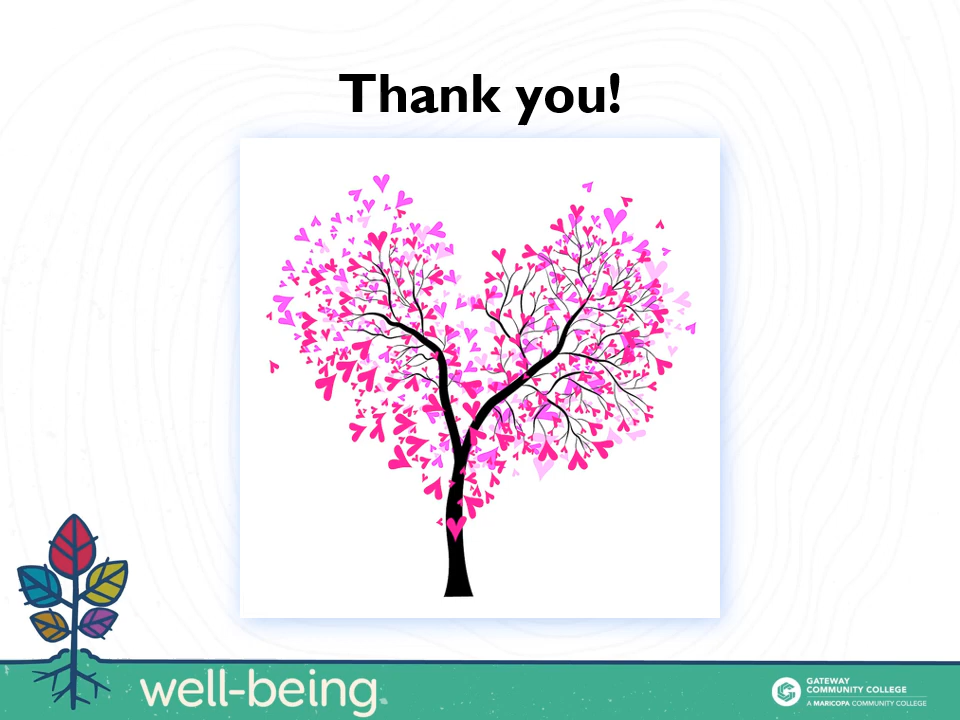 Thank you!
well-being
GATEWAY
COMMUNITY COLLEGE
A MARICOPA COMMUNITY COLLEGE